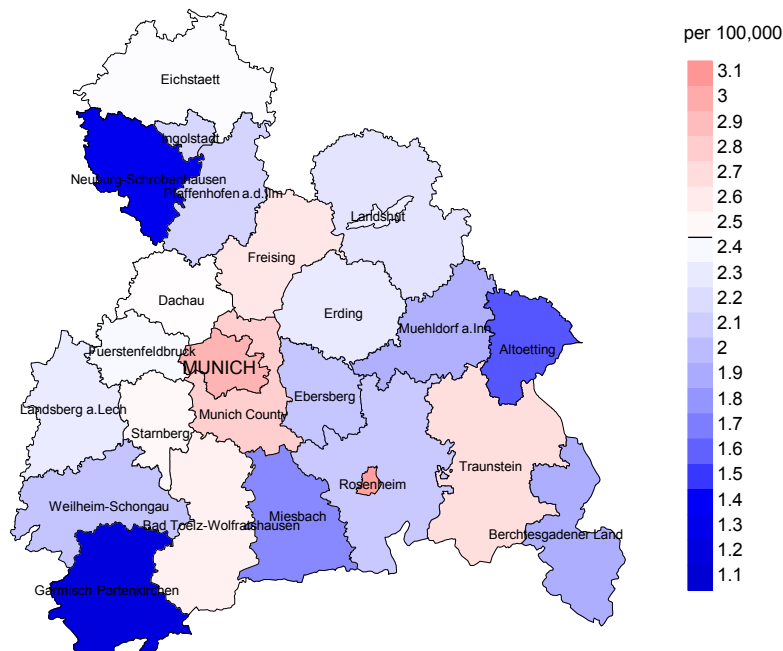 per 100,000
3.1
3
2.9
2.8
2.7
2.6
2.5
2.4
2.3
2.2
2.1
2
1.9
1.8
1.7
1.6
1.5
1.4
1.3
1.2
1.1
Eichstaett
Ingolstadt
Neuburg-Schrobenhausen
Pfaffenhofen a.d.Ilm
Landshut
Freising
Dachau
Erding
Muehldorf a.Inn
Altoetting
Fuerstenfeldbruck
MUNICH
Ebersberg
Landsberg a.Lech
Munich County
Starnberg
Traunstein
Rosenheim
Weilheim-Schongau
Miesbach
Bad Toelz-Wolfratshausen
Berchtesgadener Land
Garmisch-Partenkirchen